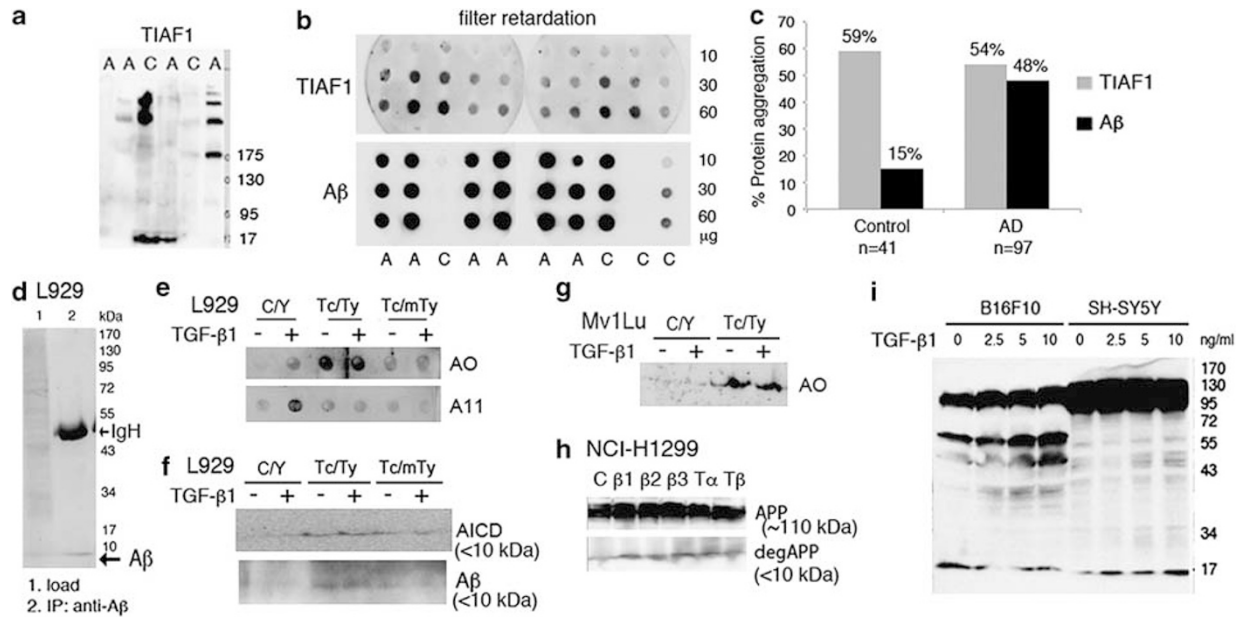 a
TIAF1
A A C A C A
175
130
95
17
b
filter retardation
TIAF1
10
30
60
Aβ
10
30
60
μg
A A C A A A A C C C
c
% Protein aggregation
70
60
50
40
30
20
10
0
59%
15%
54%
48%
TIAF1
Aβ
Control
n=41
AD
n=97
d L929
1 2 kDa
170
130
95
72
55
IgH
43
34
17
10
Aβ
1. load
2. IP: anti-Aβ
e L929 C/Y Tc/Ty Tc/mTy
TGF-β1 - + - + - +
AO
A11
f L929 C/Y Tc/Ty Tc/mTy
TGF-β1 - + - + - +
AICD
(<10 kDa)
Aβ
(<10 kDa)
g
Mv1Lu C/Y Tc/Ty
TGF-β1 - + - +
AO
h NCI-H1299
C β1 β2 β3 Tα Tβ
APP
(~110 kDa)
degAPP
(<10 kDa)
i
B16F10 SH-SY5Y
TGF-β1 0 2.5 5 10 0 2.5 5 10 ng/ml
170
130
95
72
55
43
34
17